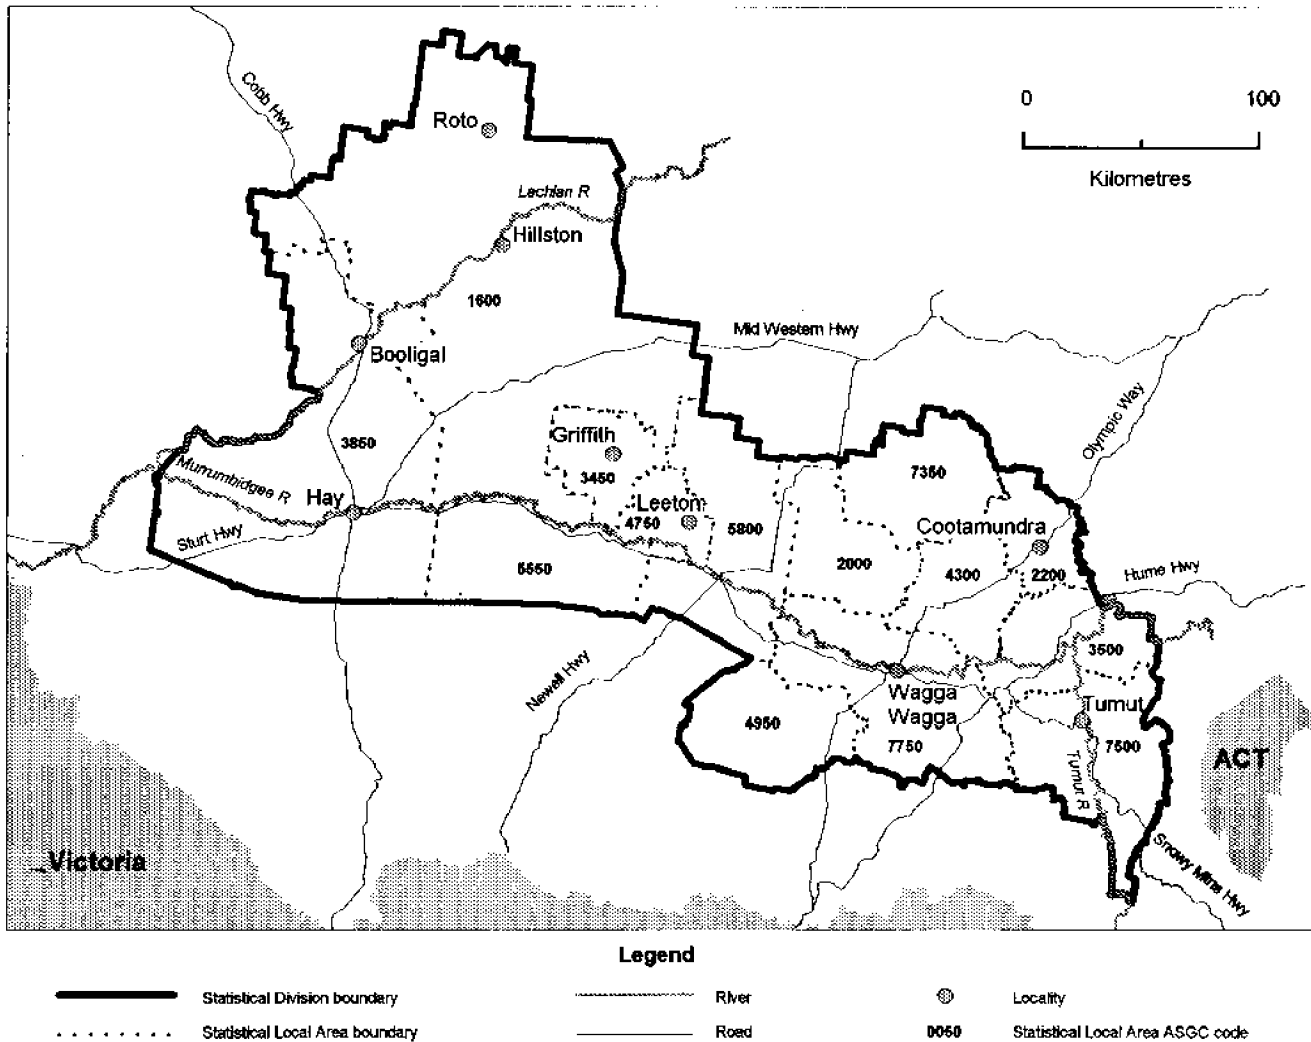 Cobb Hwy
Roto
0 100
Kilometres
Lachlan R
Hillston
1600
Mid Western Hwy
Booligal
Olympic Way
3850
Griffith
3450
7350
Murrumbidgee R
Hay
Leeton
4750
5800
Cootamundra
Sturt Hwy
5550
2000
4300
2200
Hume Hwy
3500
Newell Hwy
Wagga
Wagga
4950
7750
Tumut
7500
Tumut R
ACT
Victoria
Snowy Mtns Hwy
Legend
Statistical Division boundary
River
Locality
Statistical Local Area boundary
Road
0050 Statistical Local Area ASGC code